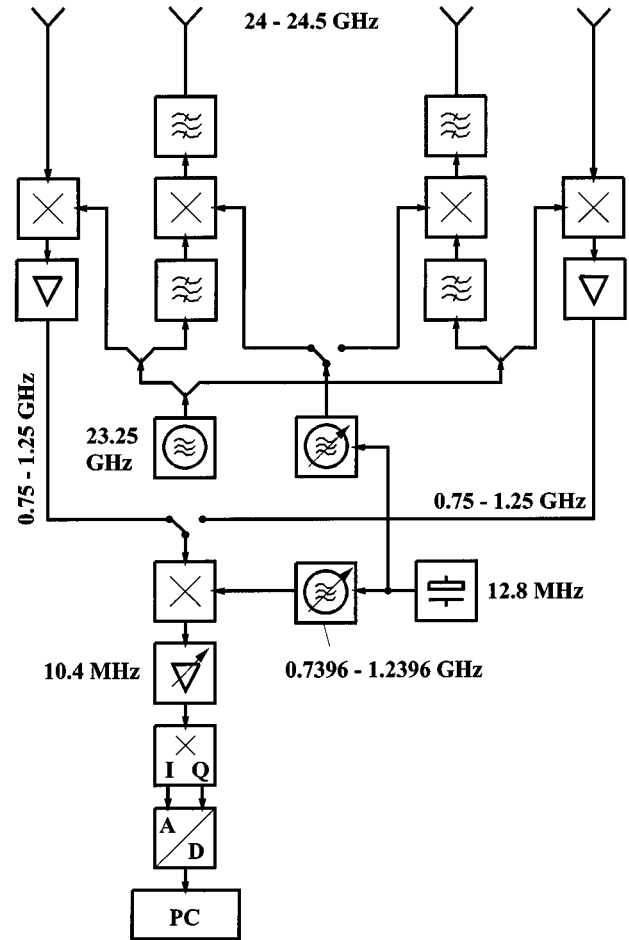 24 - 24.5 GHz
23.25
GHz
0.75 - 1.25 GHz
0.75 - 1.25 GHz
12.8 MHz
10.4 MHz
0.7396 - 1.2396 GHz
I Q
A
D
PC